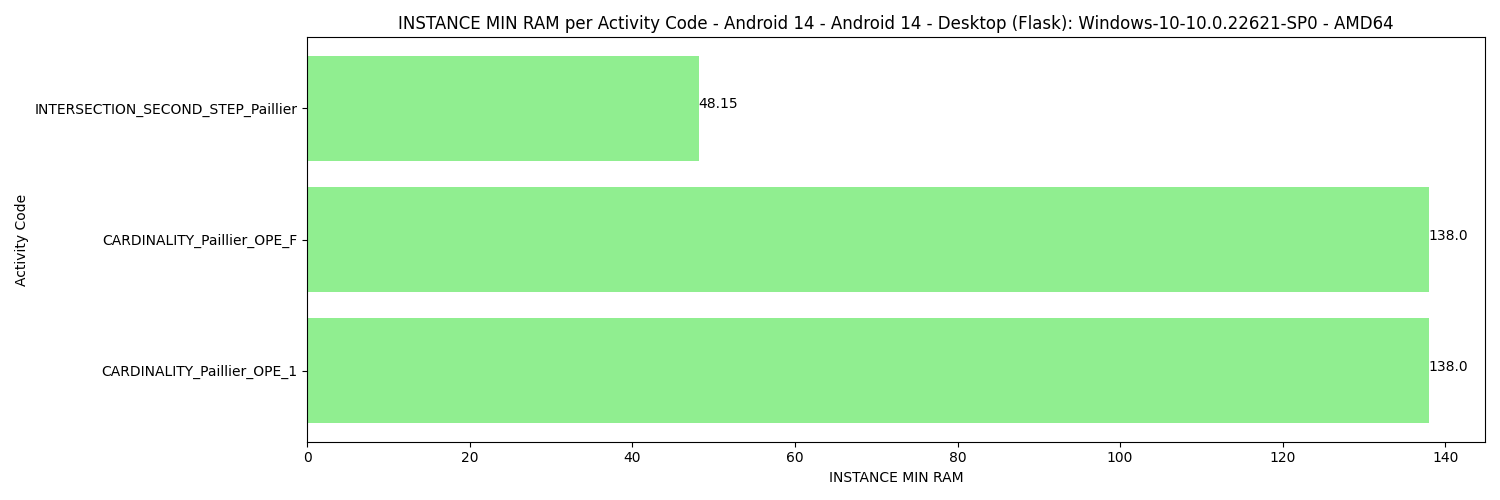 INSTANCE MIN RAM per Activity Code - Android 14 - Android 14 - Desktop (Flask): Windows-10-10.0.22621-SP0 - AMD64
INTERSECTION_SECOND_STEP_Paillier
48.15
CARDINALITY_Paillier_OPE_F
138.0
CARDINALITY_Paillier_OPE_1
138.0
Activity Code
0 20 40 60 80 100 120 140
INSTANCE MIN RAM